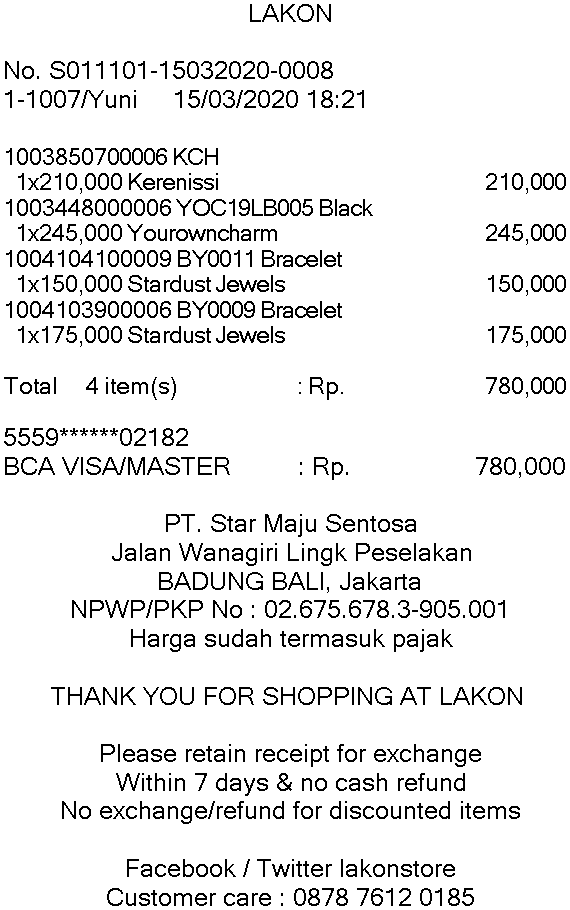 LAKON
No. S011101-15032020-0008
1-1007/Yuni 15/03/2020 18:21
1003850700006 KCH
1x210,000 Kerenissi 210,000
1003448000006 YOC19LB005 Black
1x245,000 Yourowncharm 245,000
1004104100009 BY0011 Bracelet
1x150,000 Stardust Jewels 150,000
1004103900006 BY0009 Bracelet
1x175,000 Stardust Jewels 175,000
Total 4 item(s) : Rp. 780,000
5559******02182
BCA VISA/MASTER : Rp. 780,000
PT. Star Maju Sentosa
Jalan Wanagiri Lingk Peselakan
BADUNG BALI, Jakarta
NPWP/PKP No : 02.675.678.3-905.001
Harga sudah termasuk pajak
THANK YOU FOR SHOPPING AT LAKON
Please retain receipt for exchange
Within 7 days & no cash refund
No exchange/refund for discounted items
Facebook / Twitter lakonstore
Customer care : 0878 7612 0185